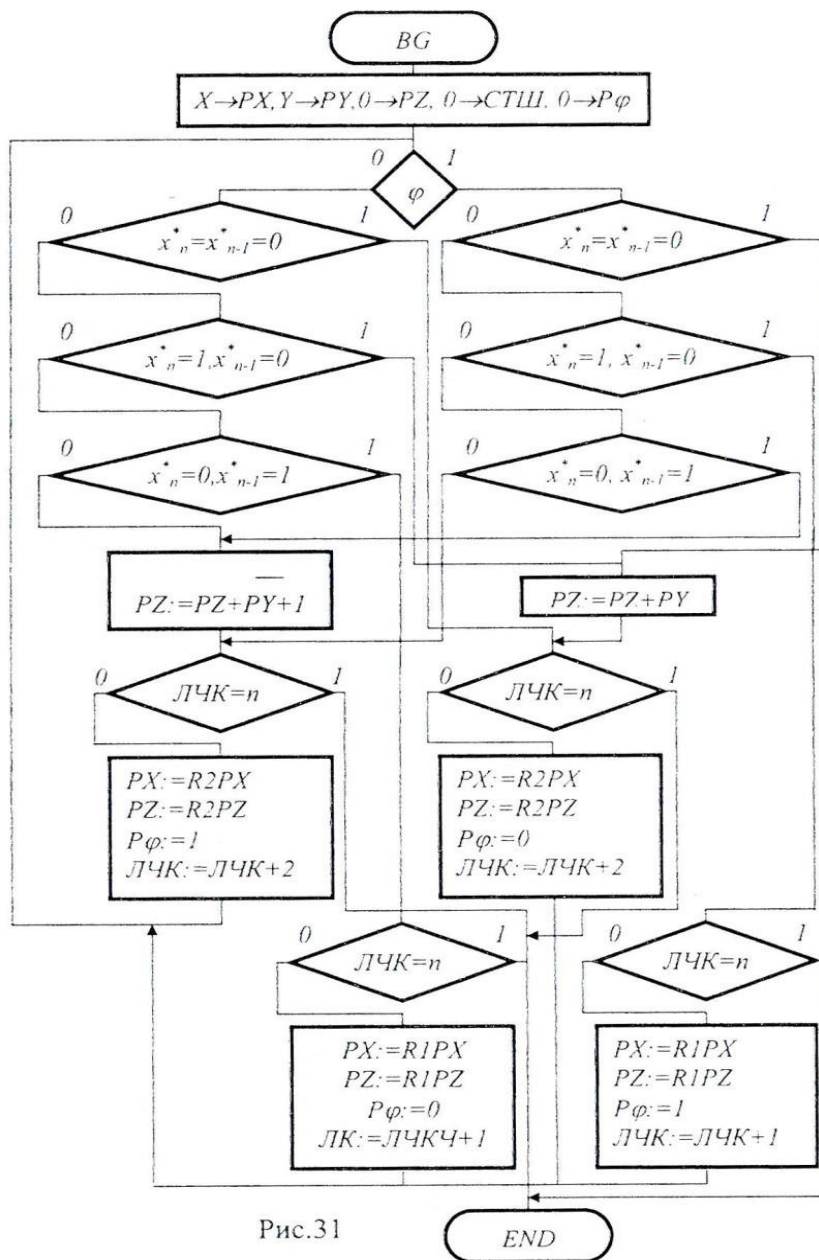 BG
X→PX,Y→PY,0→PZ, 0→СТШ. 0→Pφ
0 1
φ
0 1 0 1
x*n=x*n-1=0 x*n=x*n-1=0
0 1 0 1
x*n=1,x*n-1=0 x*n=1, x*n-1=0
0 1 0 1
x*n=0,x*n-1=1 x*n=0, x*n-1=1
PZ:=PZ+P̅Y̅+1 PZ:=PZ+PY
0 1 0 1
ЛЧК=n ЛЧК=n
PX:=R2PX
PZ:=R2PZ
Pφ:=1
ЛЧК:=ЛЧК+2
PX:=R2PX
PZ:=R2PZ
Pφ:=0
ЛЧК:=ЛЧК+2
0 1 0 1
ЛЧК=n ЛЧК=n
PX:=R1PX
PZ:=R1PZ
Pφ:=0
ЛК:=ЛЧКЧ+1
PX:=R1PX
PZ:=R1PZ
Pφ:=1
ЛЧК:=ЛЧК+1
Рис.31
END